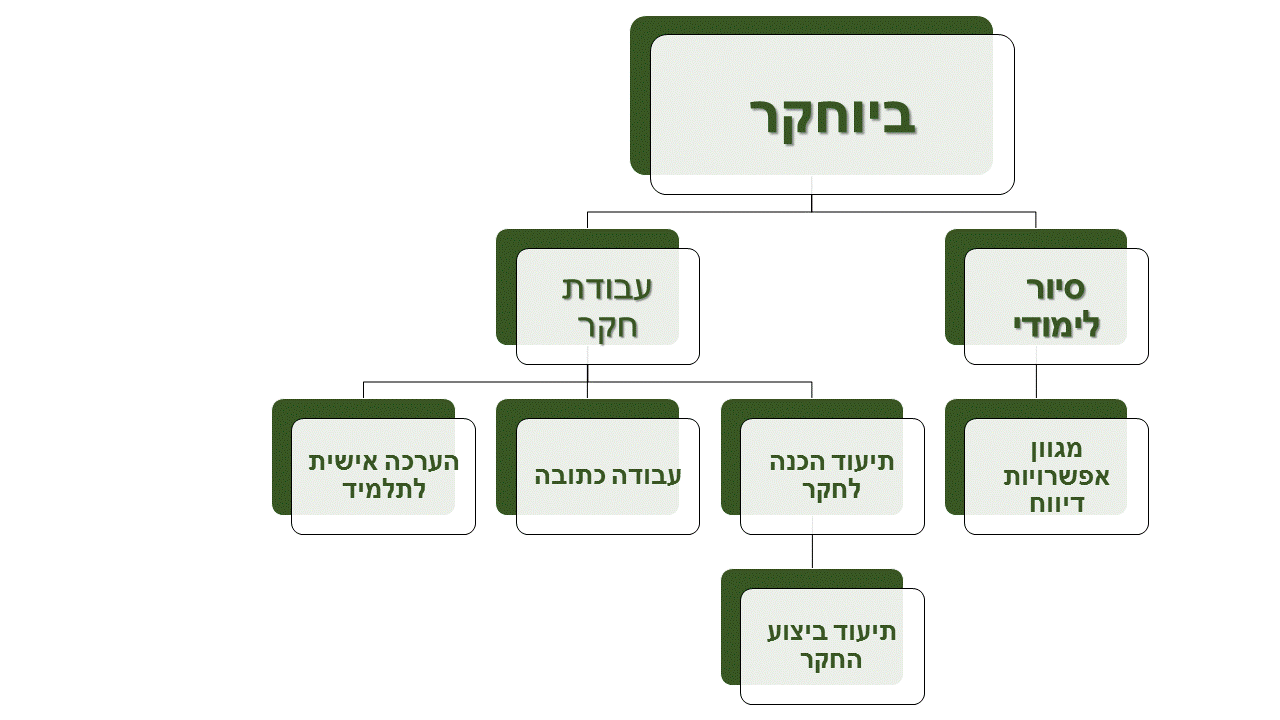 ביוחקר
סיור
לימודי
עבודת
חקר
מגוון
אפשרויות
דיווח
תיעוד הכנה
לחקר
עבודה כתובה
הערכה אישית
לתלמיד
תיעוד ביצוע
החקר